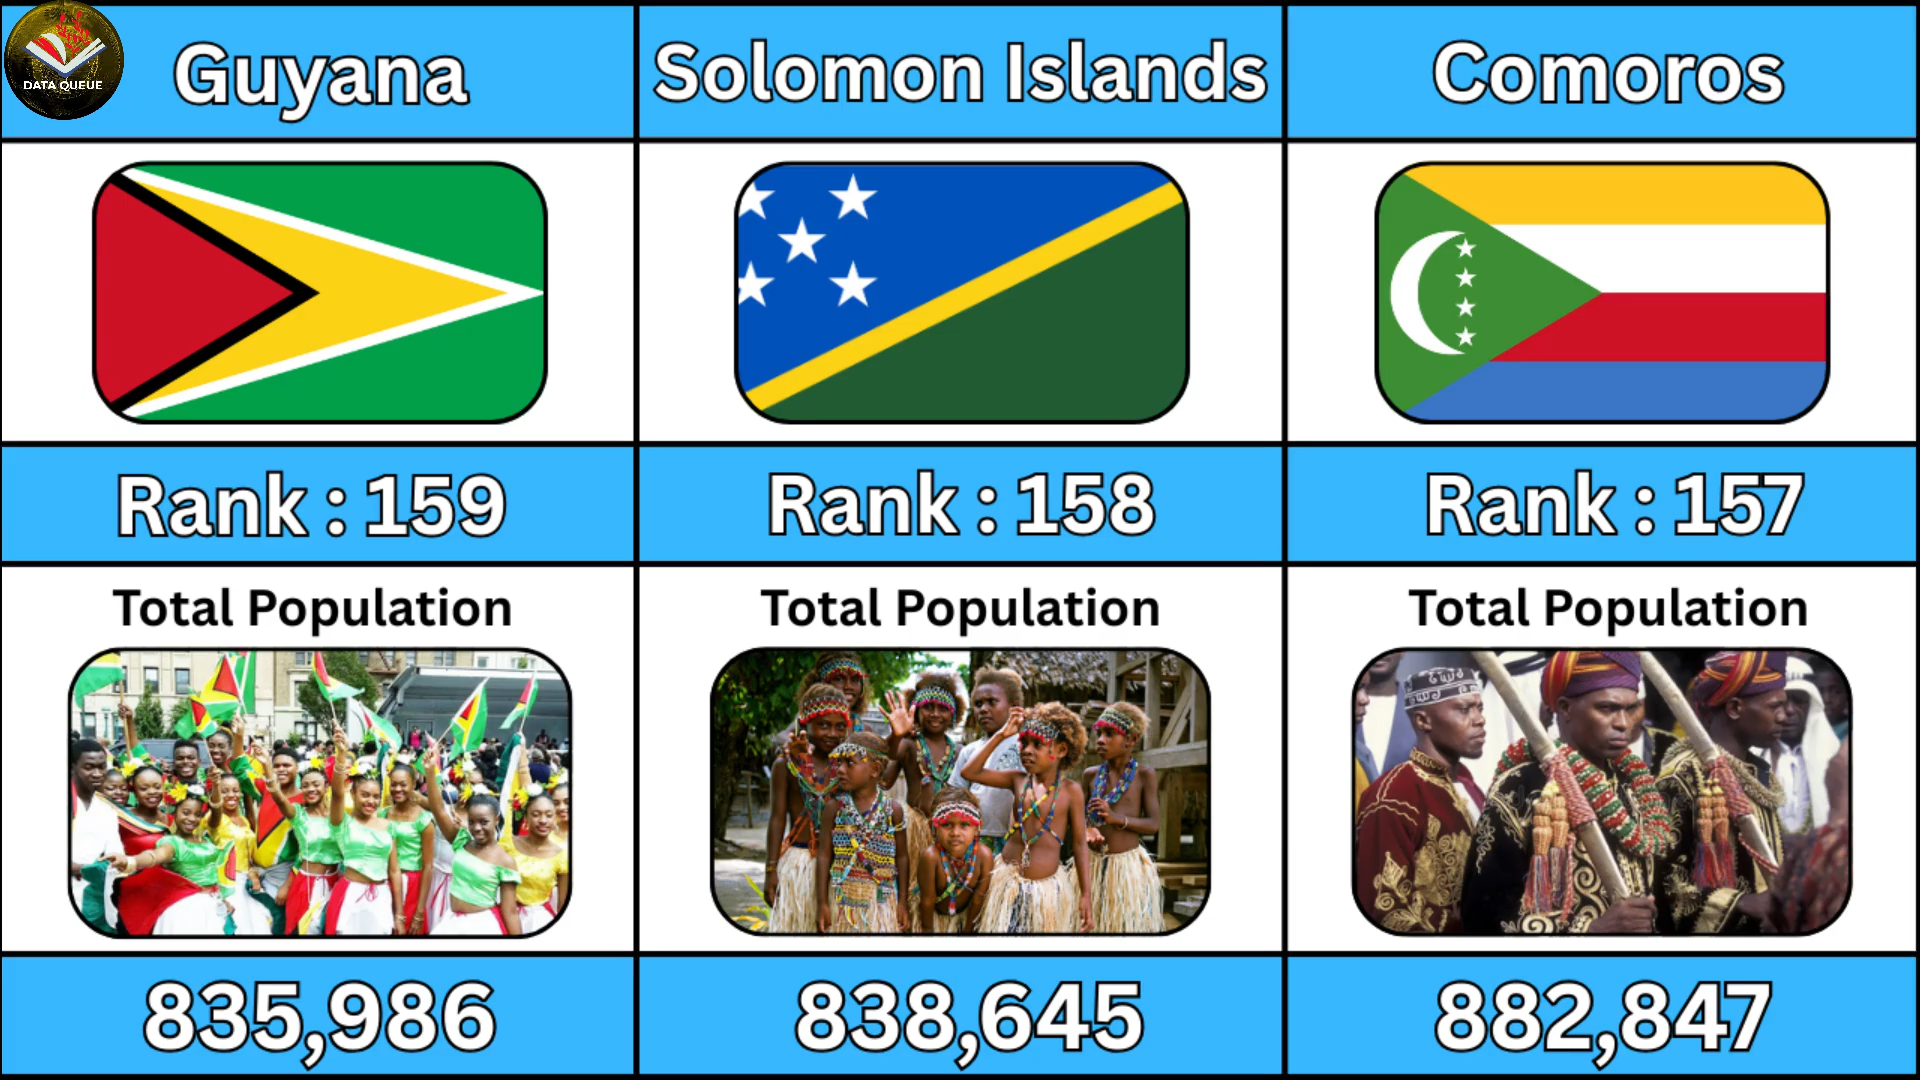 DATA QUEUE
Guyana
Solomon Islands
Comoros
Rank : 159
Rank : 158
Rank : 157
Total Population
Total Population
Total Population
835,986
838,645
882,847